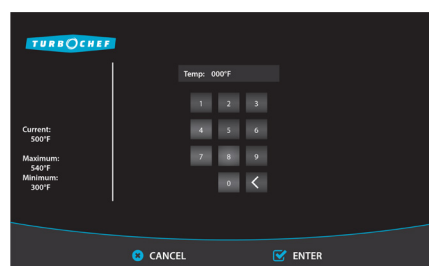 TURBOCHEF
Temp: 000°F
1 2 3
4 5 6
7 8 9
0 <
Current:
500°F
Maximum:
540°F
Minimum:
300°F
CANCEL
ENTER